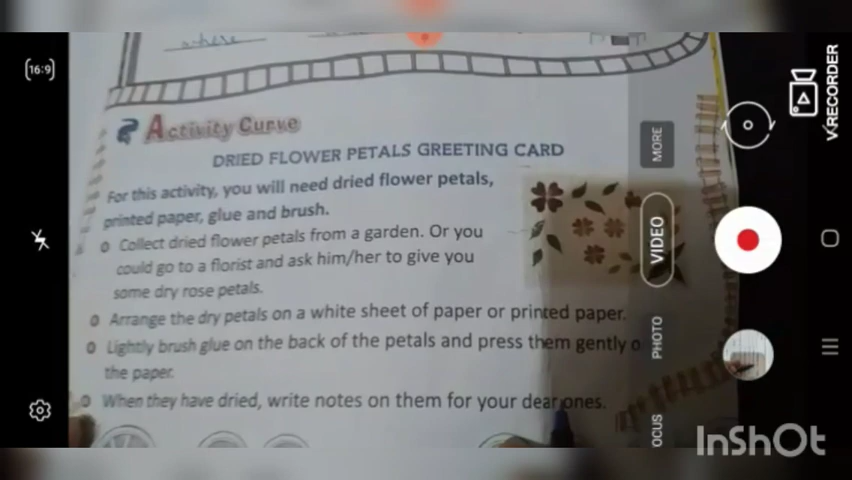 where
Activity Curve
DRIED FLOWER PETALS GREETING CARD
For this activity, you will need dried flower petals,
printed paper, glue and brush.
Collect dried flower petals from a garden. Or you
could go to a florist and ask him/her to give you
some dry rose petals.
Arrange the dry petals on a white sheet of paper or printed paper.
Lightly brush glue on the back of the petals and press them gently
the paper.
When they have dried, write notes on them for your dear ones.
[16:9]
MORE
VIDEO
PHOTO
OCUS
V.RECORDER
InShOt